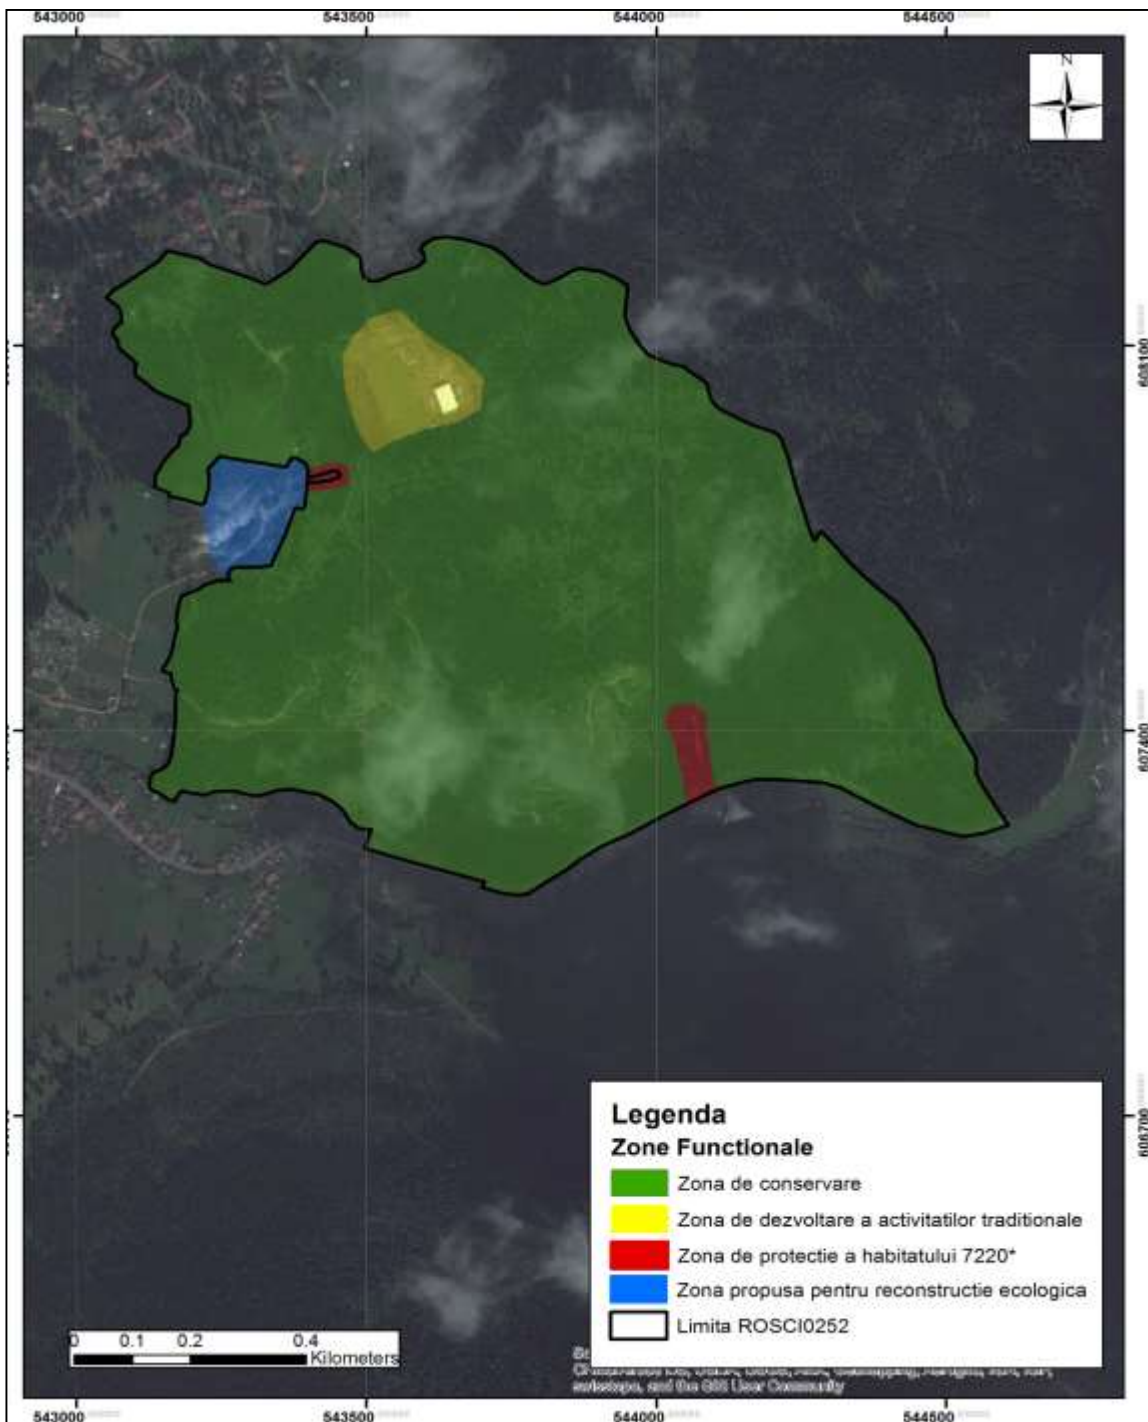 543000 543500 544000 544500
N
608100
607400
606700
Legenda
Zone Functionale
Zona de conservare
Zona de dezvoltare a activitatilor traditionale
Zona de protectie a habitatului 7220*
Zona propusa pentru reconstructie ecologica
Limita ROSCI0252
0 0.1 0.2 0.4
Kilometers
and the GIS User Community
543000 543500 544000 544500